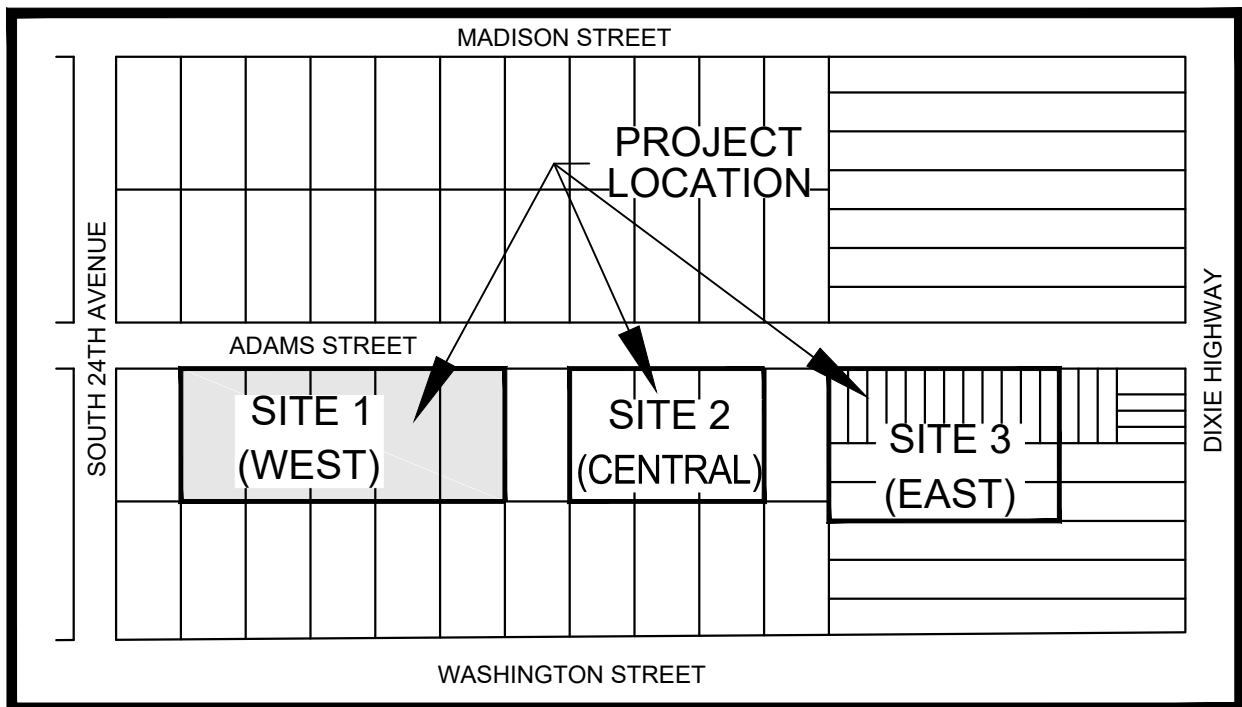 MADISON STREET
PROJECT
LOCATION
SOUTH 24TH AVENUE
ADAMS STREET
DIXIE HIGHWAY
SITE 1
(WEST)
SITE 2
(CENTRAL)
SITE 3
(EAST)
WASHINGTON STREET